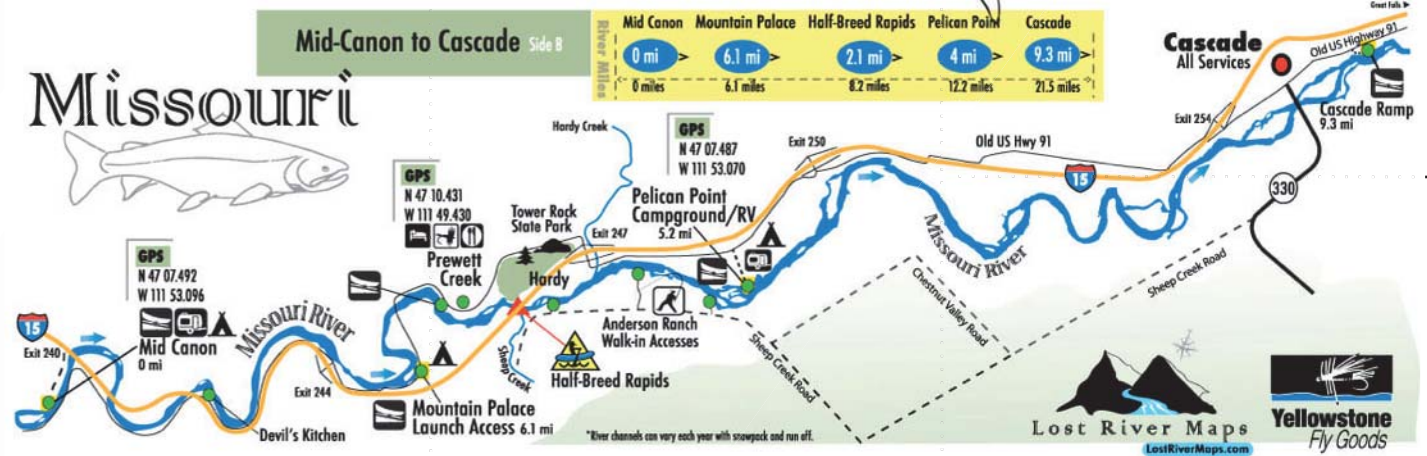 Great Falls ►
Mid-Canon to Cascade Side B
River Miles
Mid Canon Mountain Palace Half-Breed Rapids Pelican Point Cascade
0 mi > 6.1 mi > 2.1 mi > 4 mi > 9.3 mi >
0 miles 6.1 miles 8.2 miles 12.2 miles 21.5 miles
Missouri
Cascade
All Services
Old US Highway 91
Cascade Ramp
9.3 mi
Exit 254
Hardy Creek
GPS
N 47 07.487
W 111 53.070
Exit 250
Old US Hwy 91
15
330
GPS
N 47 10.431
W 111 49.430
Prewett
Creek
Tower Rock
State Park
Exit 247
Hardy
Pelican Point
Campground/RV
5.2 mi
Missouri River
GPS
N 47 07.492
W 111 53.096
Mid Canon
0 mi
15
Exit 240
Missouri River
Exit 244
Devil's Kitchen
Mountain Palace
Launch Access 6.1 mi
Sheep Creek
Half-Breed Rapids
Anderson Ranch
Walk-in Accesses
Sheep Creek Road
Chestnut Valley Road
Sheep Creek Road
*River channels can vary each year with snowpack and run off.
Lost River Maps
LostRiverMaps.com
Yellowstone
Fly Goods